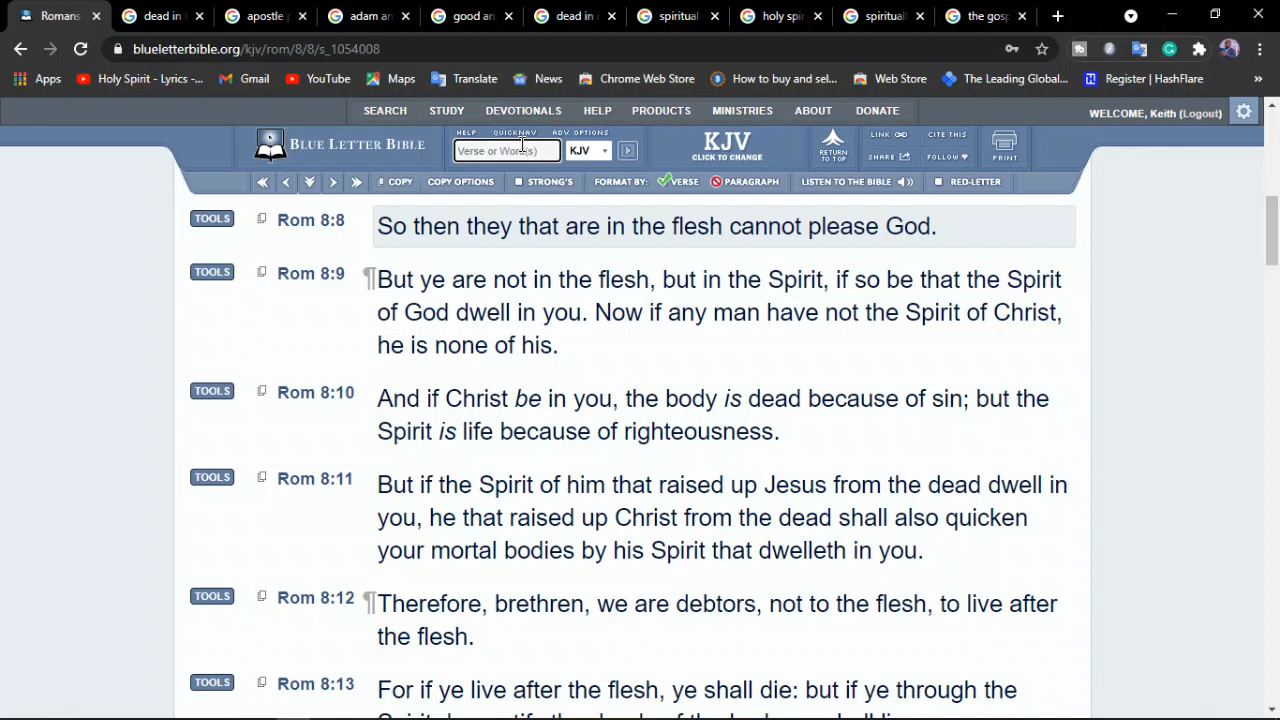 Romans
dead in t
apostle p
adam an
good an
dead in o
spiritual
holy spir
spirituall
the gosp
blueletterbible.org/kjv/rom/8/8/s_1054008
Apps
Holy Spirit - Lyrics -...
Gmail
YouTube
Maps
Translate
News
Chrome Web Store
How to buy and sel...
Web Store
The Leading Global...
Register | HashFlare
»
SEARCH STUDY DEVOTIONALS HELP PRODUCTS MINISTRIES ABOUT DONATE
WELCOME, Keith (Logout)
BLUE LETTER BIBLE
HELP QUICKNAV ADV. OPTIONS
Verse or Word(s)
KJV
KJV
CLICK TO CHANGE
RETURN
TO TOP
LINK
CITE THIS
SHARE
FOLLOW
PRINT
COPY COPY OPTIONS STRONG'S FORMAT BY: VERSE PARAGRAPH LISTEN TO THE BIBLE RED-LETTER
TOOLS Rom 8:8 So then they that are in the flesh cannot please God.
TOOLS Rom 8:9 ¶But ye are not in the flesh, but in the Spirit, if so be that the Spirit
of God dwell in you. Now if any man have not the Spirit of Christ,
he is none of his.
TOOLS Rom 8:10 And if Christ be in you, the body is dead because of sin; but the
Spirit is life because of righteousness.
TOOLS Rom 8:11 But if the Spirit of him that raised up Jesus from the dead dwell in
you, he that raised up Christ from the dead shall also quicken
your mortal bodies by his Spirit that dwelleth in you.
TOOLS Rom 8:12 ¶Therefore, brethren, we are debtors, not to the flesh, to live after
the flesh.
TOOLS Rom 8:13 For if ye live after the flesh, ye shall die: but if ye through the